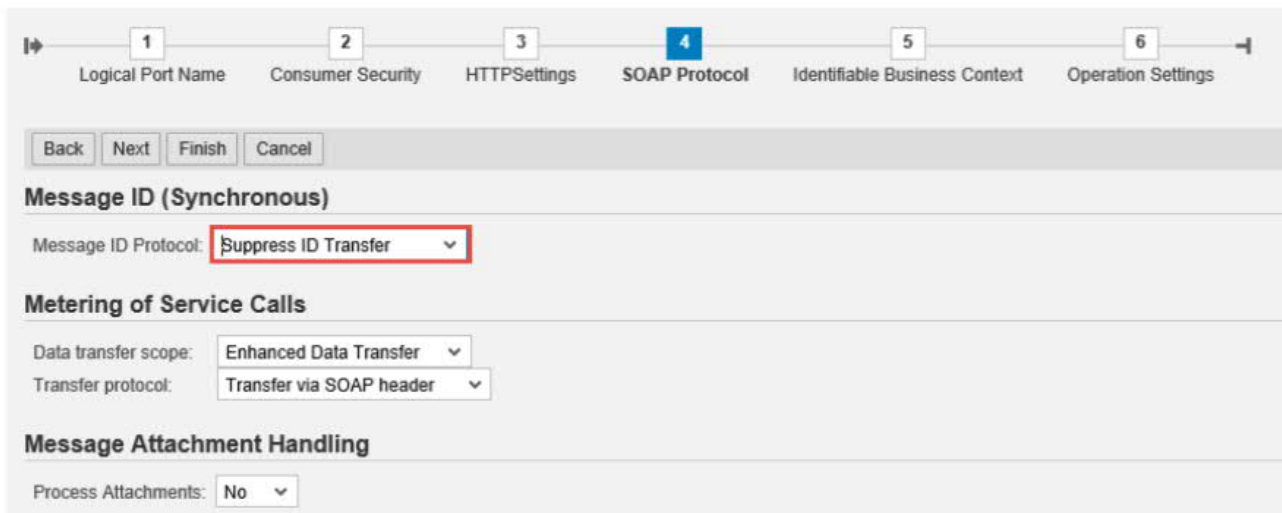 1 2 3 4 5 6
Logical Port Name Consumer Security HTTPSettings SOAP Protocol Identifiable Business Context Operation Settings
Back Next Finish Cancel
Message ID (Synchronous)
Message ID Protocol: Suppress ID Transfer
Metering of Service Calls
Data transfer scope: Enhanced Data Transfer
Transfer protocol: Transfer via SOAP header
Message Attachment Handling
Process Attachments: No